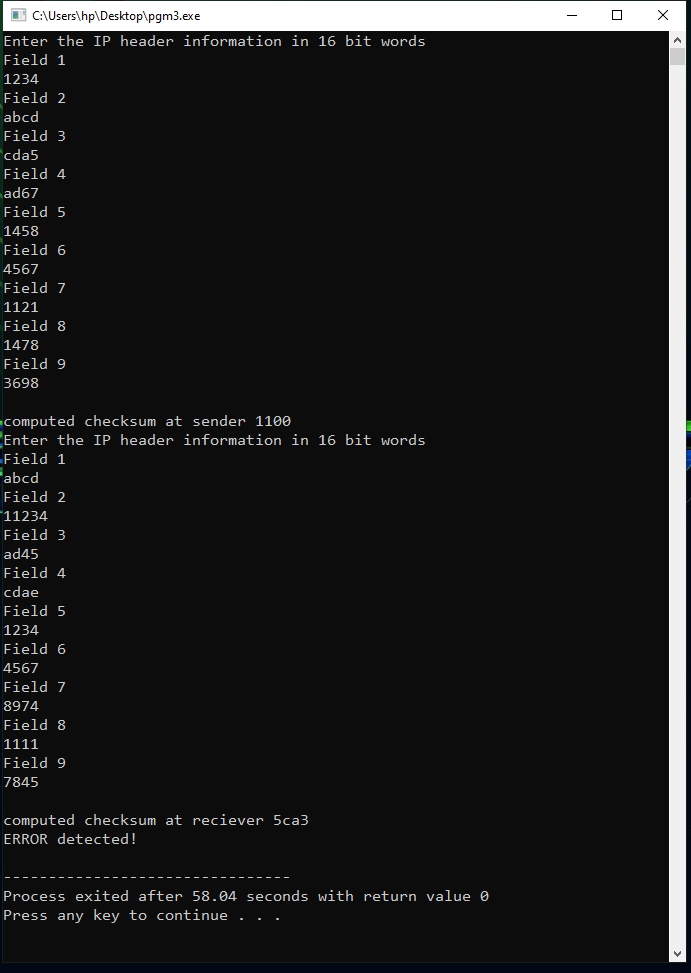 C:\Users\hp\Desktop\pgm3.exe
Enter the IP header information in 16 bit words
Field 1
1234
Field 2
abcd
Field 3
cda5
Field 4
ad67
Field 5
1458
Field 6
4567
Field 7
1121
Field 8
1478
Field 9
3698
computed checksum at sender 1100
Enter the IP header information in 16 bit words
Field 1
abcd
Field 2
11234
Field 3
ad45
Field 4
cdae
Field 5
1234
Field 6
4567
Field 7
8974
Field 8
1111
Field 9
7845
computed checksum at reciever 5ca3
ERROR detected!
--------------------------------
Process exited after 58.04 seconds with return value 0
Press any key to continue . . .